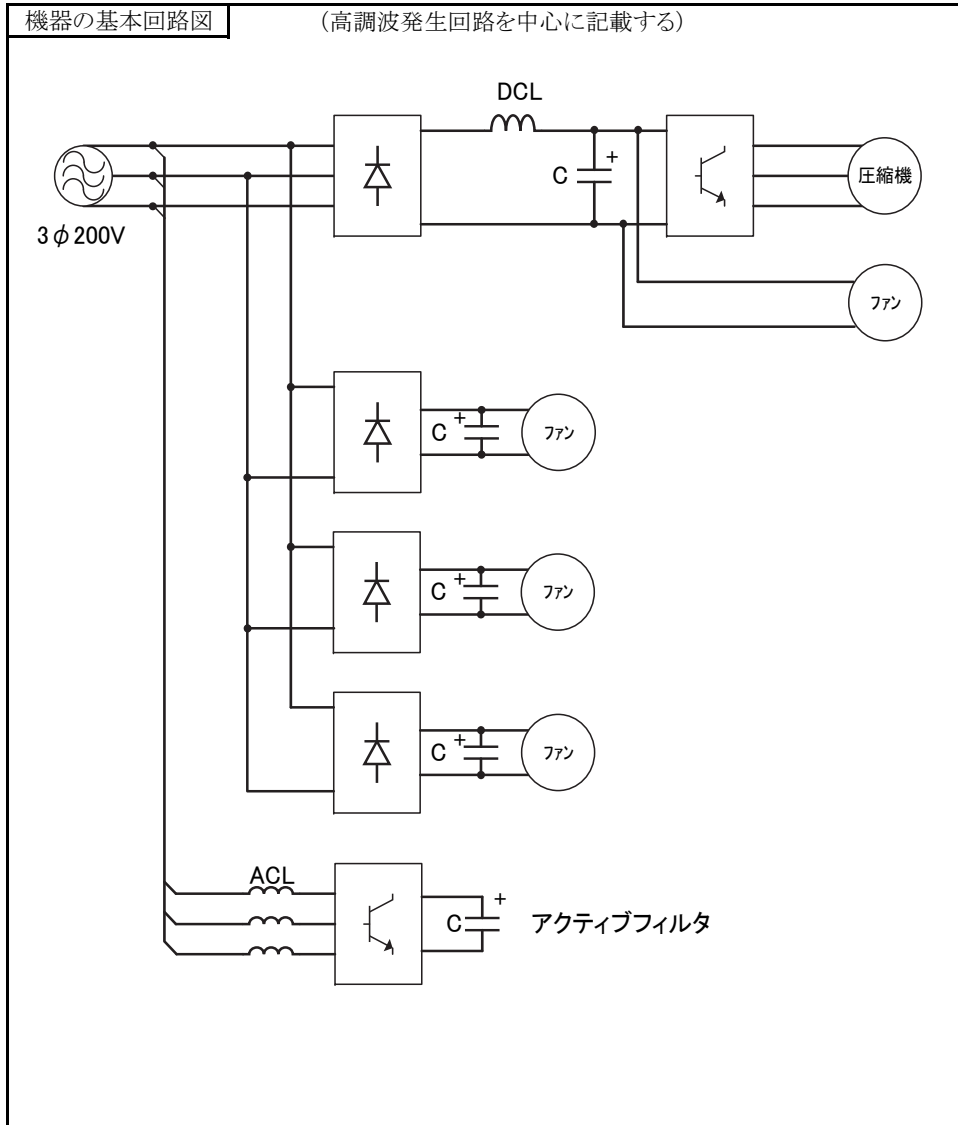 機器の基本回路図
(高調波発生回路を中心に記載する)
DCL
C
+
圧縮機
3φ200V
ファン
C
+
ファン
C
+
ファン
C
+
ファン
ACL
C
+
アクティブフィルタ